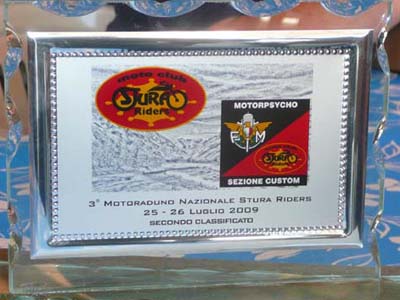 moto club
STURA
Riders
MOTORPSYCHO
FMI
STURA
SEZIONE CUSTOM
3° MOTORADUNO NAZIONALE STURA RIDERS
25 - 26 LUGLIO 2009
SECONDO CLASSIFICATO